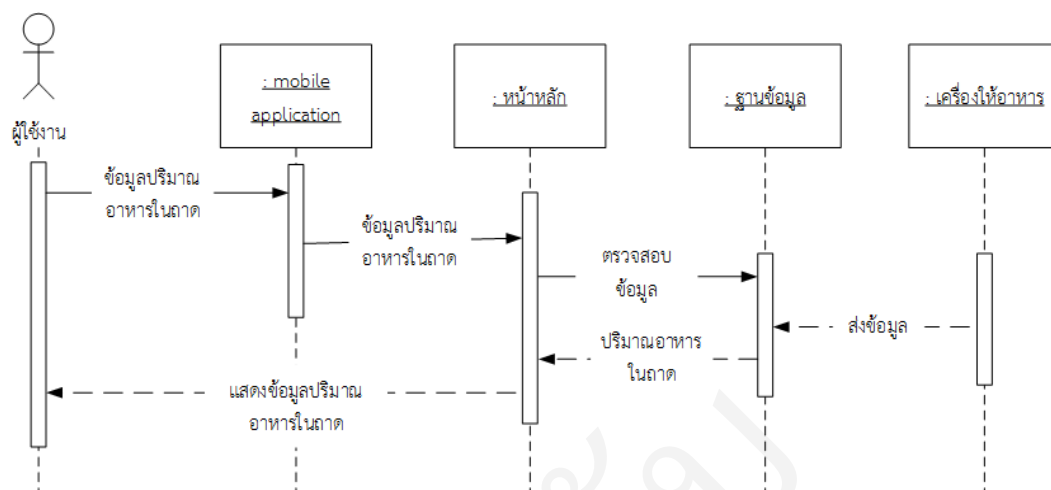 ผู้ใช้งาน
: mobile
application
: หน้าหลัก
: ฐานข้อมูล
: เครื่องให้อาหาร
ข้อมูลปริมาณ
อาหารในถาด
ข้อมูลปริมาณ
อาหารในถาด
ตรวจสอบ
ข้อมูล
ส่งข้อมูล
ปริมาณอาหาร
ในถาด
แสดงข้อมูลปริมาณ
อาหารในถาด